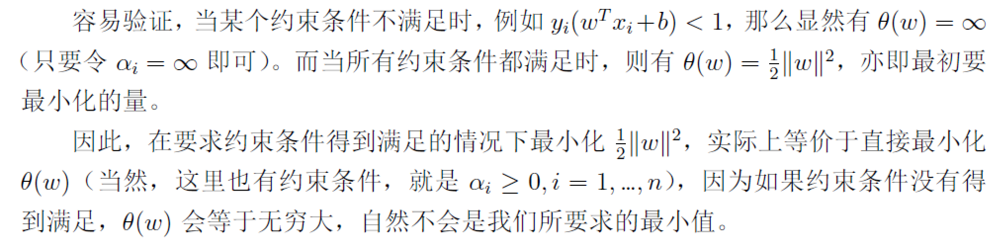 容易验证，当某个约束条件不满足时，例如 $y_i(w^T x_i+b) < 1$，那么显然有 $\theta(w) = \infty$
（只要令 $\alpha_i = \infty$ 即可）。而当所有约束条件都满足时，则有 $\theta(w) = \frac{1}{2}\|w\|^2$，亦即最初要
最小化的量。
因此，在要求约束条件得到满足的情况下最小化 $\frac{1}{2}\|w\|^2$，实际上等价于直接最小化
$\theta(w)$（当然，这里也有约束条件，就是 $\alpha_i \geq 0, i = 1, ..., n$），因为如果约束条件没有得
到满足，$\theta(w)$ 会等于无穷大，自然不会是我们所要求的最小值。